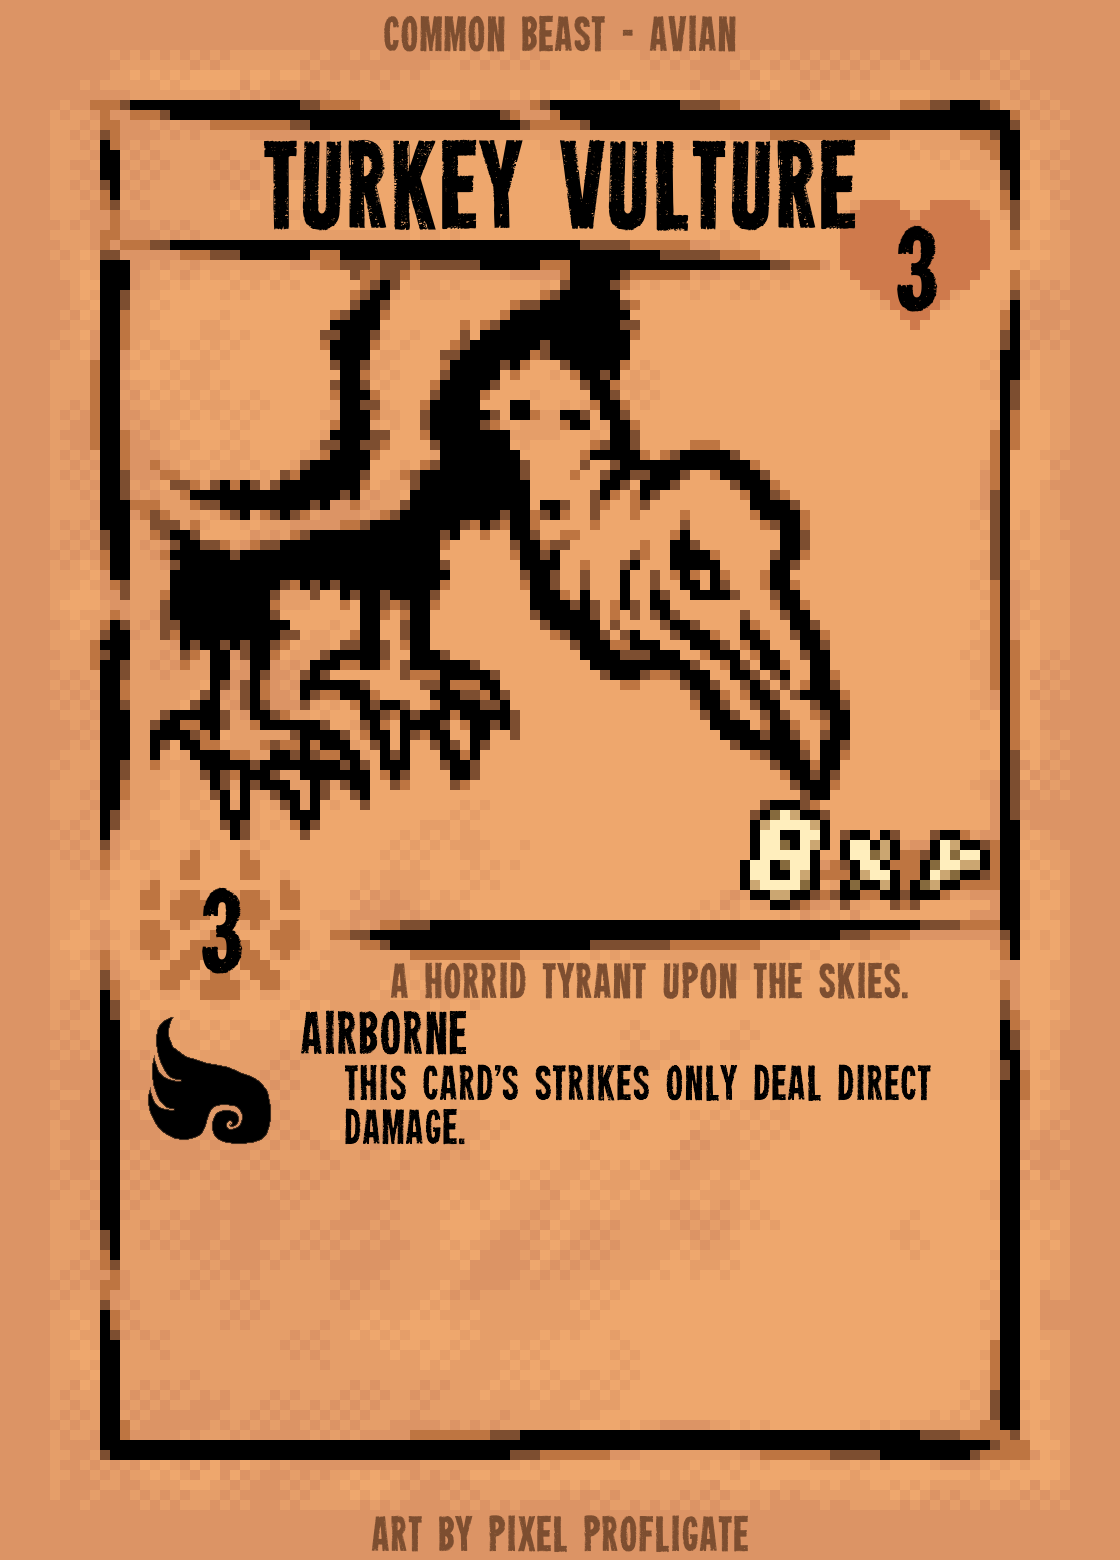 COMMON BEAST - AVIAN
TURKEY VULTURE
3
8x
3
A HORRID TYRANT UPON THE SKIES.
AIRBORNE
THIS CARD'S STRIKES ONLY DEAL DIRECT
DAMAGE.
ART BY PIXEL PROFLIGATE